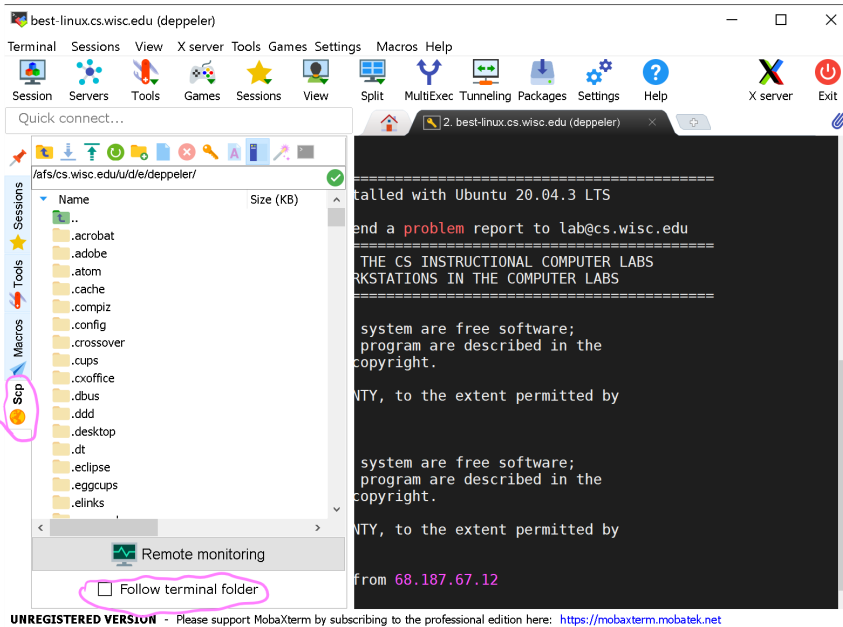 best-linux.cs.wisc.edu (deppeler)
Terminal Sessions View X server Tools Games Settings Macros Help
Session Servers Tools Games Sessions View Split MultiExec Tunneling Packages Settings Help X server Exit
Quick connect...
2. best-linux.cs.wisc.edu (deppeler)
/afs/cs.wisc.edu/u/d/e/deppeler/
Name Size (KB)
..
.acrobat
.adobe
.atom
.cache
.compiz
.config
.crossover
.cups
.cxoffice
.dbus
.ddd
.desktop
.dt
.eclipse
.eggcups
.elinks
Sessions
Tools
Macros
Scp
Remote monitoring
Follow terminal folder
==========================================
talled with Ubuntu 20.04.3 LTS
end a problem report to lab@cs.wisc.edu
==========================================
THE CS INSTRUCTIONAL COMPUTER LABS
RKSTATIONS IN THE COMPUTER LABS
==========================================
system are free software;
program are described in the
copyright.
NTY, to the extent permitted by
system are free software;
program are described in the
copyright.
NTY, to the extent permitted by
from 68.187.67.12
UNREGISTERED VERSION - Please support MobaXterm by subscribing to the professional edition here: https://mobaxterm.mobatek.net